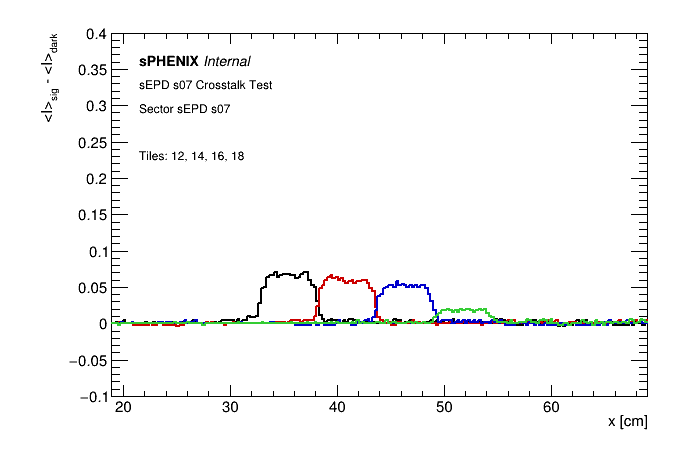 <I>sig - <I>dark
0.4
0.35
0.3
0.25
0.2
0.15
0.1
0.05
0
−0.05
−0.1
sPHENIX Internal
sEPD s07 Crosstalk Test
Sector sEPD s07
Tiles: 12, 14, 16, 18
20 30 40 50 60
x [cm]